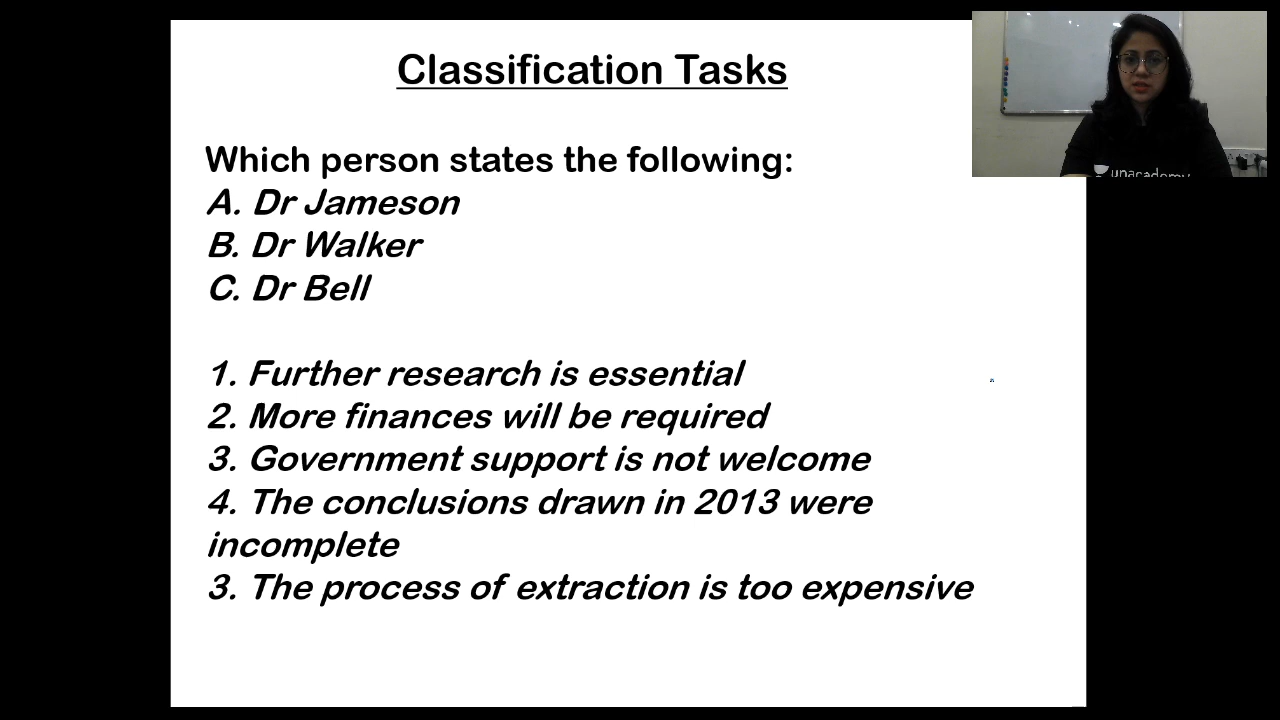 Classification Tasks
Which person states the following:
A. Dr Jameson
B. Dr Walker
C. Dr Bell
1. Further research is essential
2. More finances will be required
3. Government support is not welcome
4. The conclusions drawn in 2013 were
incomplete
3. The process of extraction is too expensive
unacademy